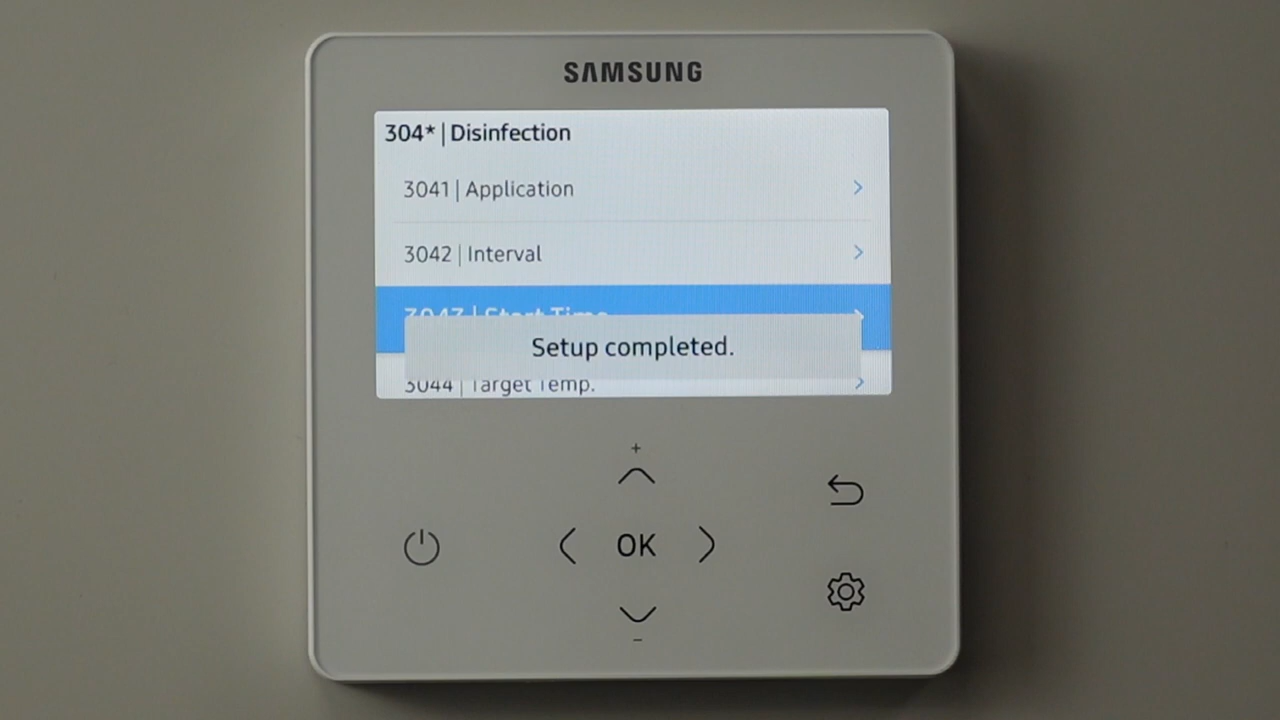 SAMSUNG
304* | Disinfection
3041 | Application
3042 | Interval
3043 | Start Time
Setup completed.
3044 | Target Temp.
+
OK
−